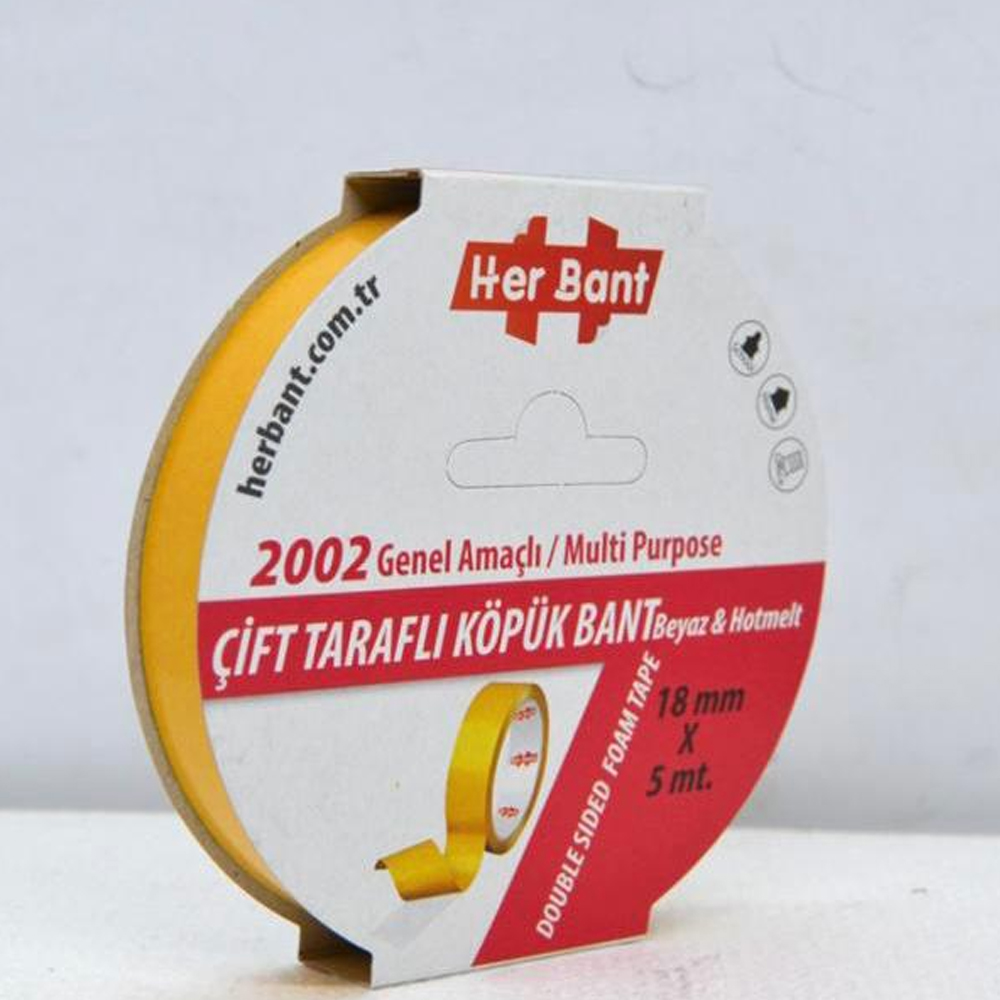 Her Bant
herbant.com.tr
2002 Genel Amaçlı / Multi Purpose
ÇİFT TARAFLI KÖPÜK BANT Beyaz & Hotmelt
DOUBLE SIDED FOAM TAPE
18 mm
X
5 mt.